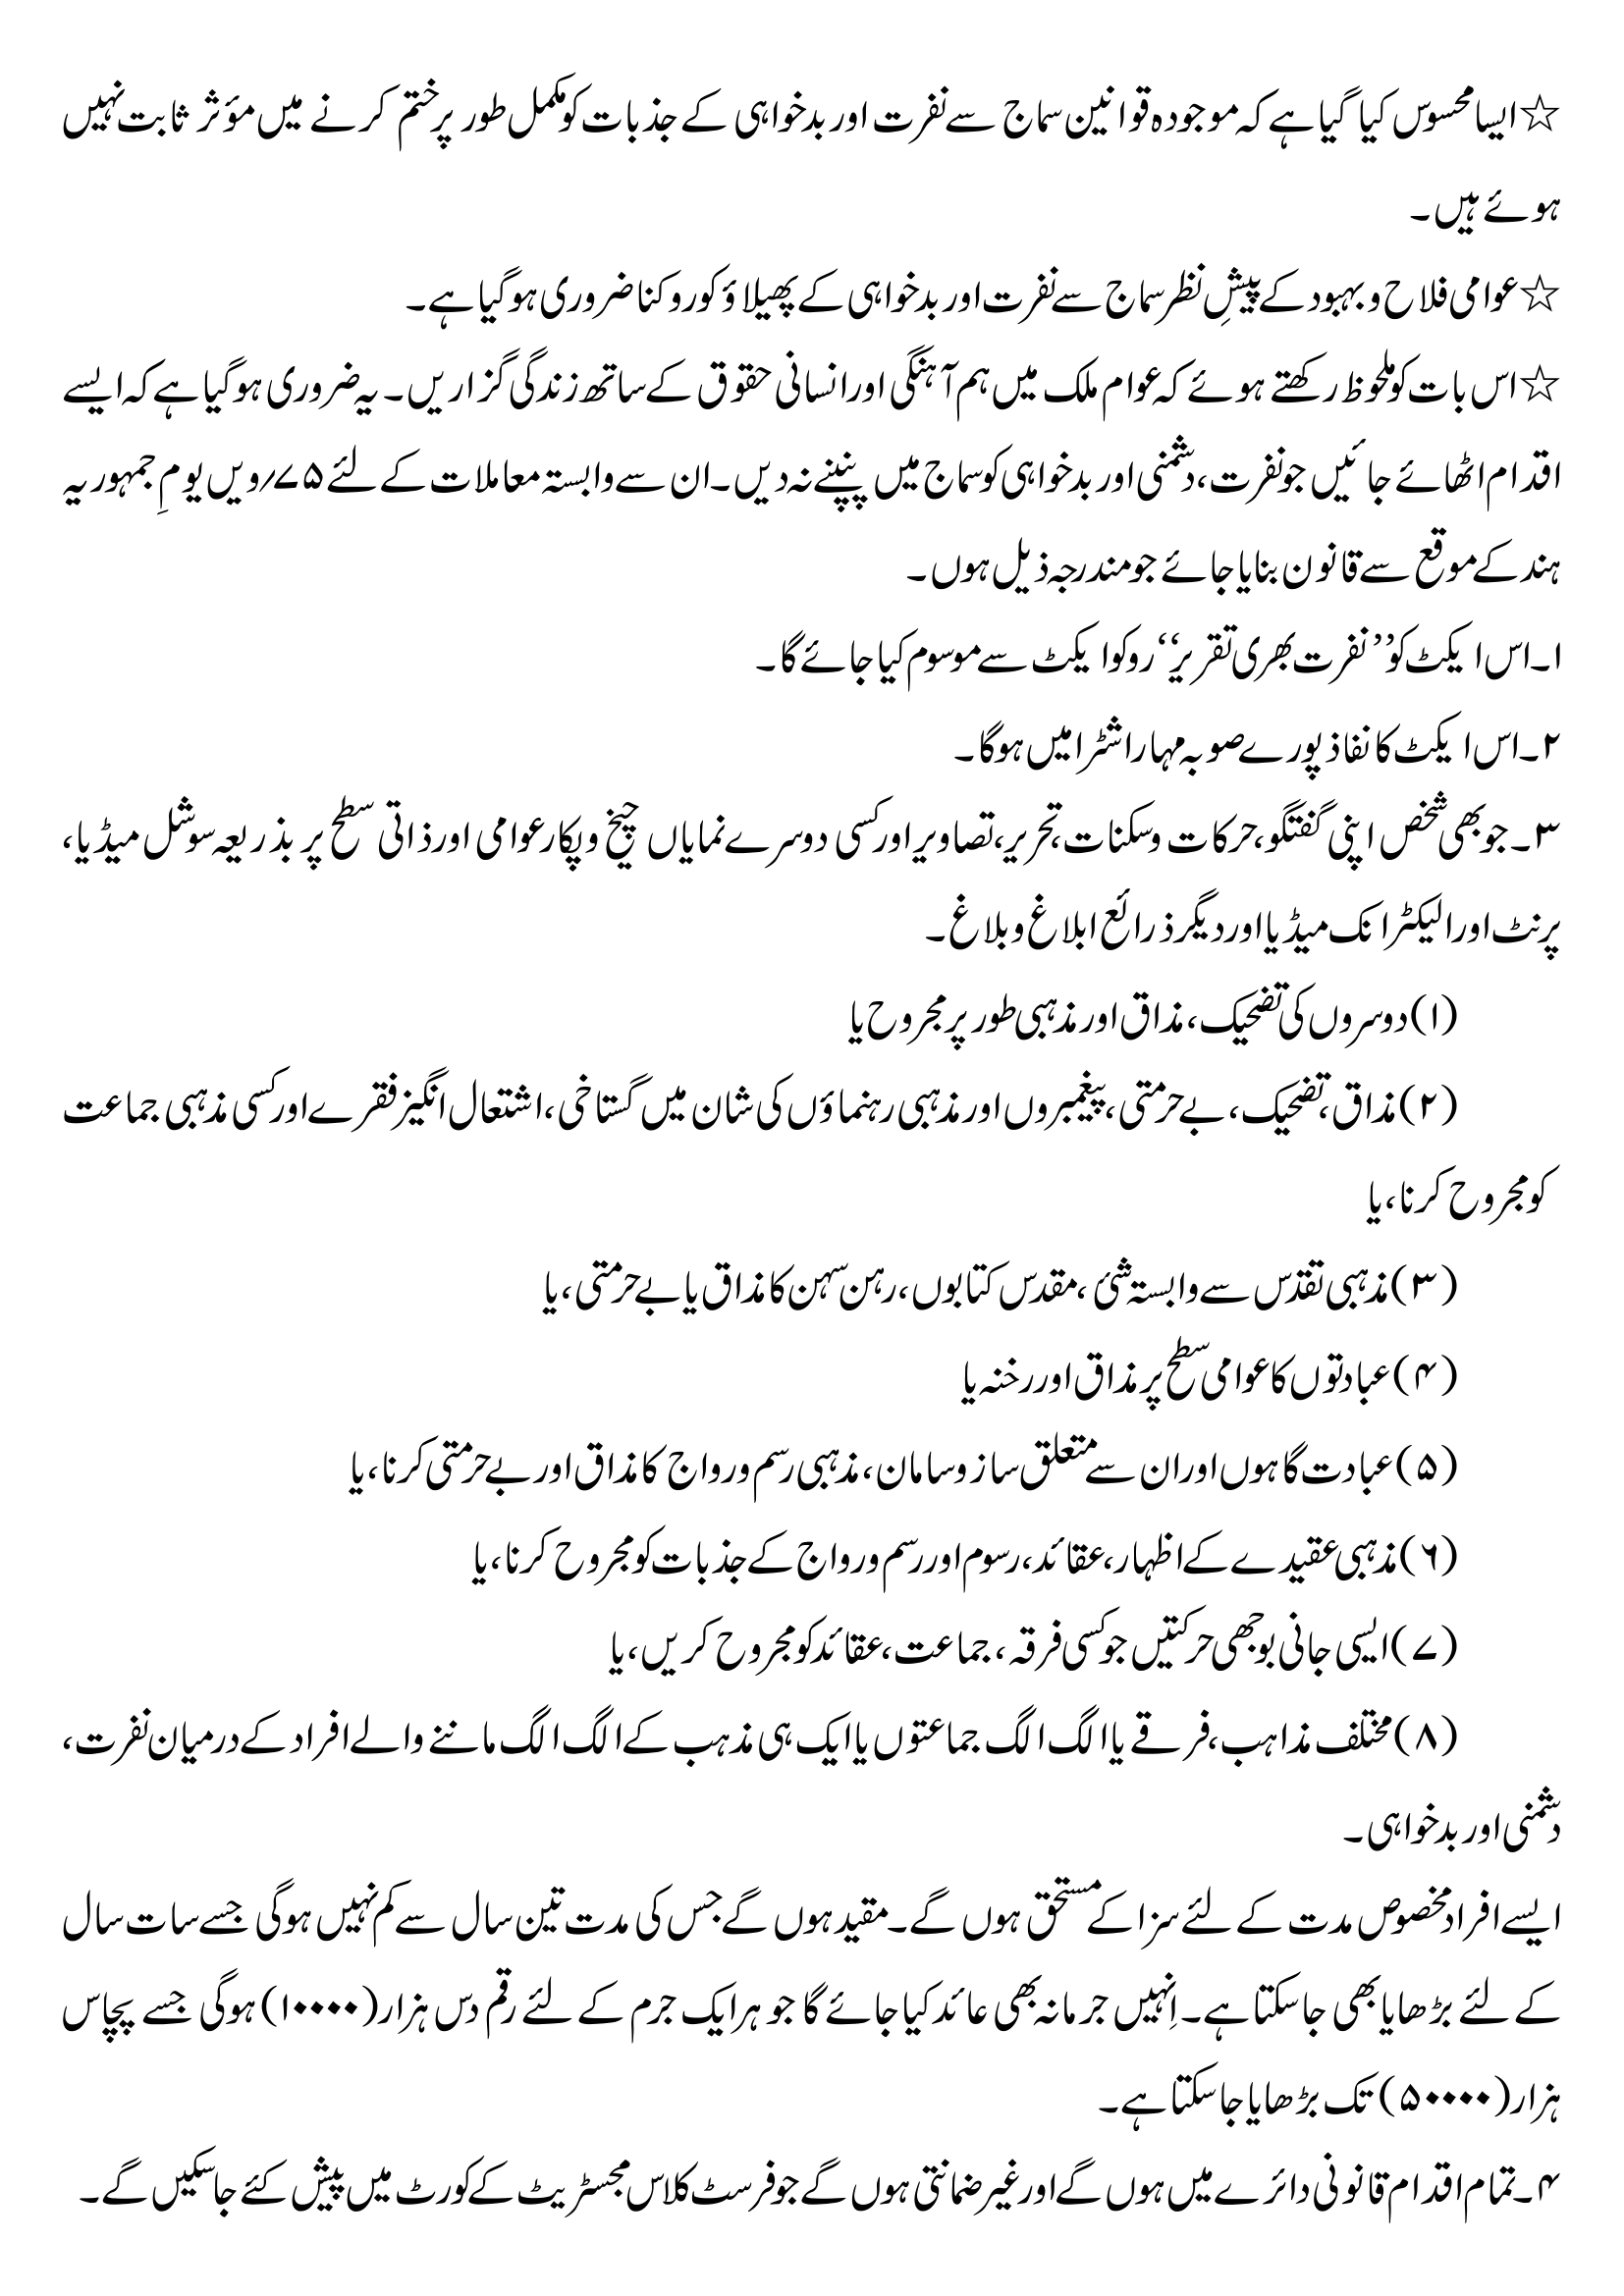 ☆ ایسا محسوس کیا گیا ہے کہ موجودہ قوانین سماج سے نفرت اور بدخواہی کے جذبات کو مکمل طور پر ختم کرنے میں مؤثر ثابت نہیں
ہوئے ہیں۔
☆ عوامی فلاح و بہبود کے پیشِ نظر سماج سے نفرت اور بدخواہی کے پھیلاؤ کو روکنا ضروری ہوگیا ہے۔
☆ اس بات کو ملحوظ رکھتے ہوئے کہ عوام ملک میں ہم آہنگی اور انسانی حقوق کے ساتھ زندگی گزاریں۔ یہ ضروری ہوگیا ہے کہ ایسے
اقدام اٹھائے جائیں جو نفرت، دشمنی اور بدخواہی کو سماج میں پنپنے نہ دیں۔ ان سے وابستہ معاملات کے لئے ۷۵؍ویں یومِ جمہوریہ
ہند کے موقع سے قانون بنایا جائے جو مندرجہ ذیل ہوں۔
۱۔ اس ایکٹ کو ’’نفرت بھری تقریر‘‘ روکو ایکٹ سے موسوم کیا جائے گا۔
۲۔ اس ایکٹ کا نفاذ پورے صوبہ مہاراشٹرا میں ہوگا۔
۳۔ جو بھی شخص اپنی گفتگو، حرکات و سکنات، تحریر، تصاویر اور کسی دوسرے نمایاں چیخ و پکار عوامی اور ذاتی سطح پر بذریعہ سوشل میڈیا،
پرنٹ اور الیکٹرانک میڈیا اور دیگر ذرائع ابلاغ و بلاغ۔
(۱) دوسروں کی تضحیک، مذاق اور مذہبی طور پر مجروح یا
(۲) مذاق، تضحیک، بے حرمتی، پیغمبروں اور مذہبی رہنماؤں کی شان میں گستاخی، اشتعال انگیز فقرے اور کسی مذہبی جماعت
کو مجروح کرنا، یا
(۳) مذہبی تقدّس سے وابستہ شئ، مقدس کتابوں، رہن سہن کا مذاق یا بے حرمتی، یا
(۴) عبادتوں کا عوامی سطح پر مذاق اور رخنہ یا
(۵) عبادت گاہوں اور ان سے متعلق ساز و سامان، مذہبی رسم و رواج کا مذاق اور بے حرمتی کرنا، یا
(۶) مذہبی عقیدے کے اظہار، عقائد، رسوم اور رسم و رواج کے جذبات کو مجروح کرنا، یا
(۷) ایسی جانی بوجھی حرکتیں جو کسی فرقہ، جماعت، عقائد کو مجروح کریں، یا
(۸) مختلف مذاہب، فرقے یا الگ الگ جماعتوں یا ایک ہی مذہب کے الگ الگ ماننے والے افراد کے درمیان نفرت،
دشمنی اور بدخواہی۔
ایسے افراد مخصوص مدت کے لئے سزا کے مستحق ہوں گے۔ مقید ہوں گے جس کی مدت تین سال سے کم نہیں ہوگی جسے سات سال
کے لئے بڑھایا بھی جاسکتا ہے۔ اِنہیں جرمانہ بھی عائد کیا جائے گا جو ہر ایک جرم کے لئے رقم دس ہزار (۱۰۰۰۰) ہوگی جسے پچاس
ہزار (۵۰۰۰۰) تک بڑھایا جاسکتا ہے۔
۴۔ تمام اقدام قانونی دائرے میں ہوں گے اور غیر ضمانتی ہوں گے جو فرسٹ کلاس مجسٹریٹ کے کورٹ میں پیش کئے جاسکیں گے۔